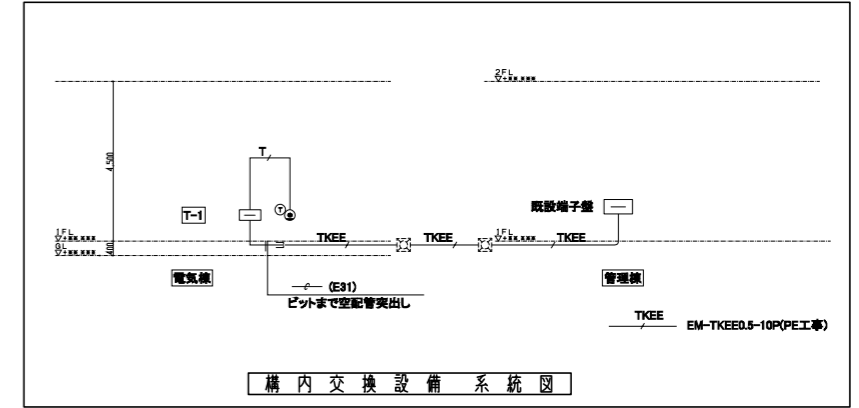 2FL
▽+**.***
4,500
T
T-1
T
既設端子盤
1FL
▽+**.***
GL
▽+**.***
400
TKEE
TKEE
1FL
▽+**.***
TKEE
電気棟
(E31)
ピットまで空配管突出し
管理棟
TKEE
EM-TKEE0.5-10P(PE工事)
構内交換設備 系統図